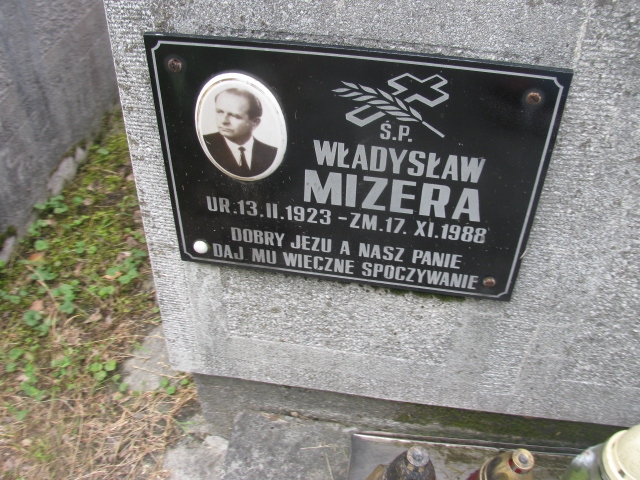 Ś.P.
WŁADYSŁAW
MIZERA
UR.13.II.1923 - ZM.17. XI.1988
DOBRY JEZU A NASZ PANIE
DAJ MU WIECZNE SPOCZYWANIE